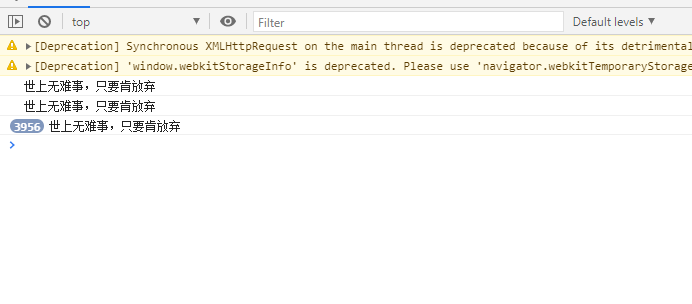 top Filter Default levels
[Deprecation] Synchronous XMLHttpRequest on the main thread is deprecated because of its detrimental
[Deprecation] 'window.webkitStorageInfo' is deprecated. Please use 'navigator.webkitTemporaryStorage
世上无难事，只要肯放弃
世上无难事，只要肯放弃
3956 世上无难事，只要肯放弃